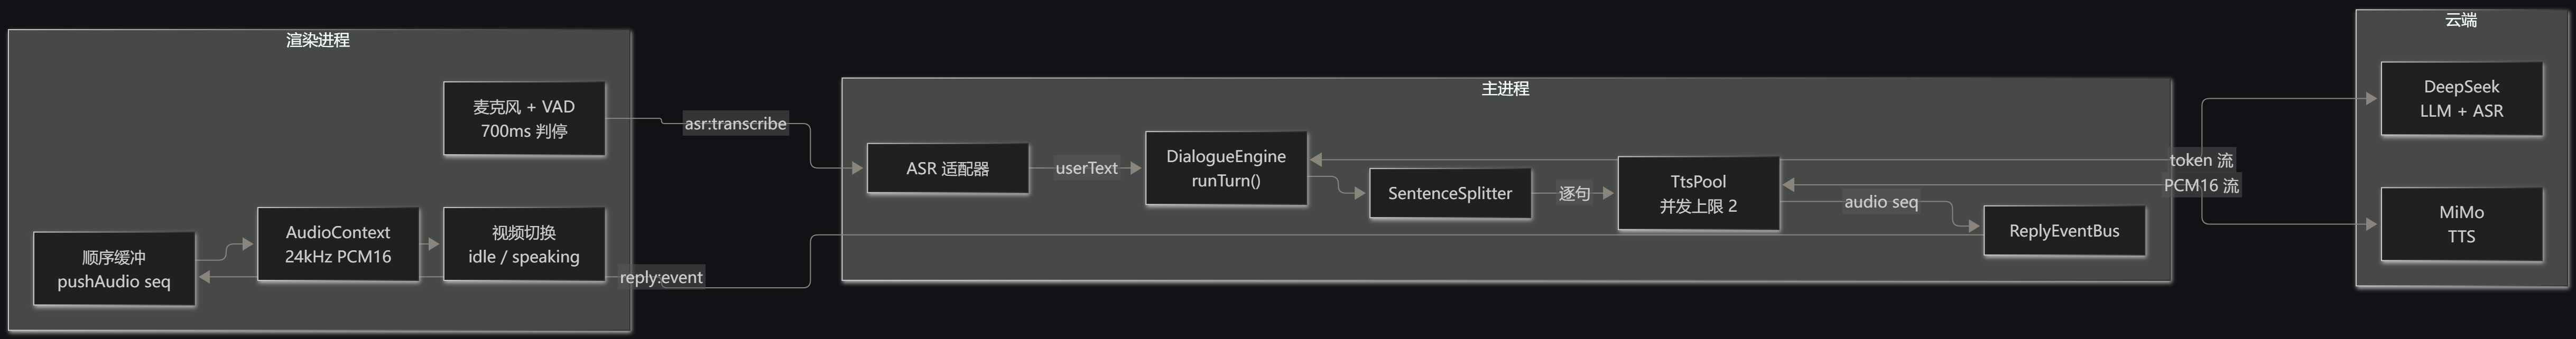 渲染进程
麦克风 + VAD
700ms 判停
顺序缓冲
pushAudio seq
AudioContext
24kHz PCM16
视频切换
idle / speaking
asr:transcribe
reply:event
主进程
ASR 适配器
userText
DialogueEngine
runTurn()
SentenceSplitter
逐句
TtsPool
并发上限 2
audio seq
ReplyEventBus
token 流
PCM16 流
云端
DeepSeek
LLM + ASR
MiMo
TTS